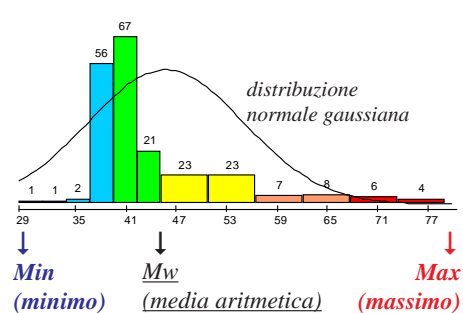 67
56
distribuzione
normale gaussiana
21
23 23
1 1 2 7 8 6 4
29 35 41 47 53 59 65 71 77
Min Mw Max
(minimo) (media aritmetica) (massimo)